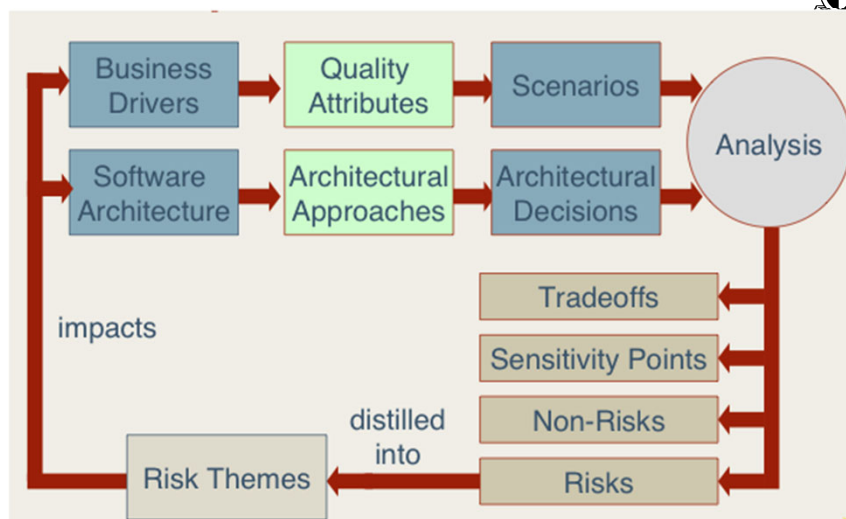 Business
Drivers
Quality
Attributes
Scenarios
Analysis
Software
Architecture
Architectural
Approaches
Architectural
Decisions
Tradeoffs
Sensitivity Points
Non-Risks
Risks
impacts
distilled
into
Risk Themes